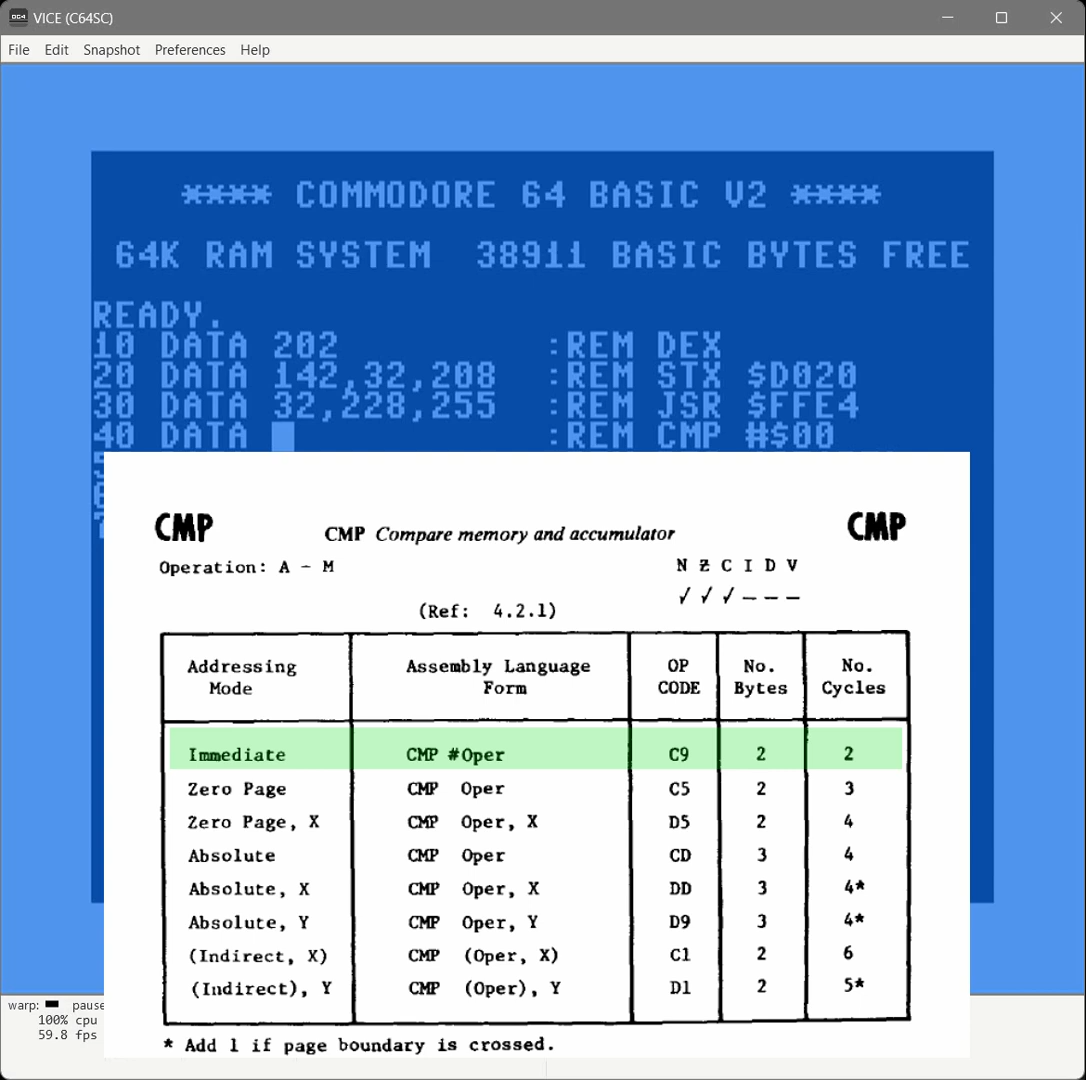 VICE (C64SC)
File Edit Snapshot Preferences Help
**** COMMODORE 64 BASIC V2 ****
64K RAM SYSTEM 38911 BASIC BYTES FREE
READY.
10 DATA 202 :REM DEX
20 DATA 142,32,208 :REM STX $D020
30 DATA 32,228,255 :REM JSR $FFE4
40 DATA :REM CMP #$00
CMP CMP Compare memory and accumulator CMP
Operation: A - M N Z C I D V
✓ ✓ ✓ — — —
(Ref: 4.2.1)
Addressing Mode Assembly Language Form OP CODE No. Bytes No. Cycles
Immediate CMP #Oper C9 2 2
Zero Page CMP Oper C5 2 3
Zero Page, X CMP Oper, X D5 2 4
Absolute CMP Oper CD 3 4
Absolute, X CMP Oper, X DD 3 4*
Absolute, Y CMP Oper, Y D9 3 4*
(Indirect, X) CMP (Oper, X) C1 2 6
(Indirect), Y CMP (Oper), Y D1 2 5*
* Add 1 if page boundary is crossed.
warp: pause
100% cpu
59.8 fps